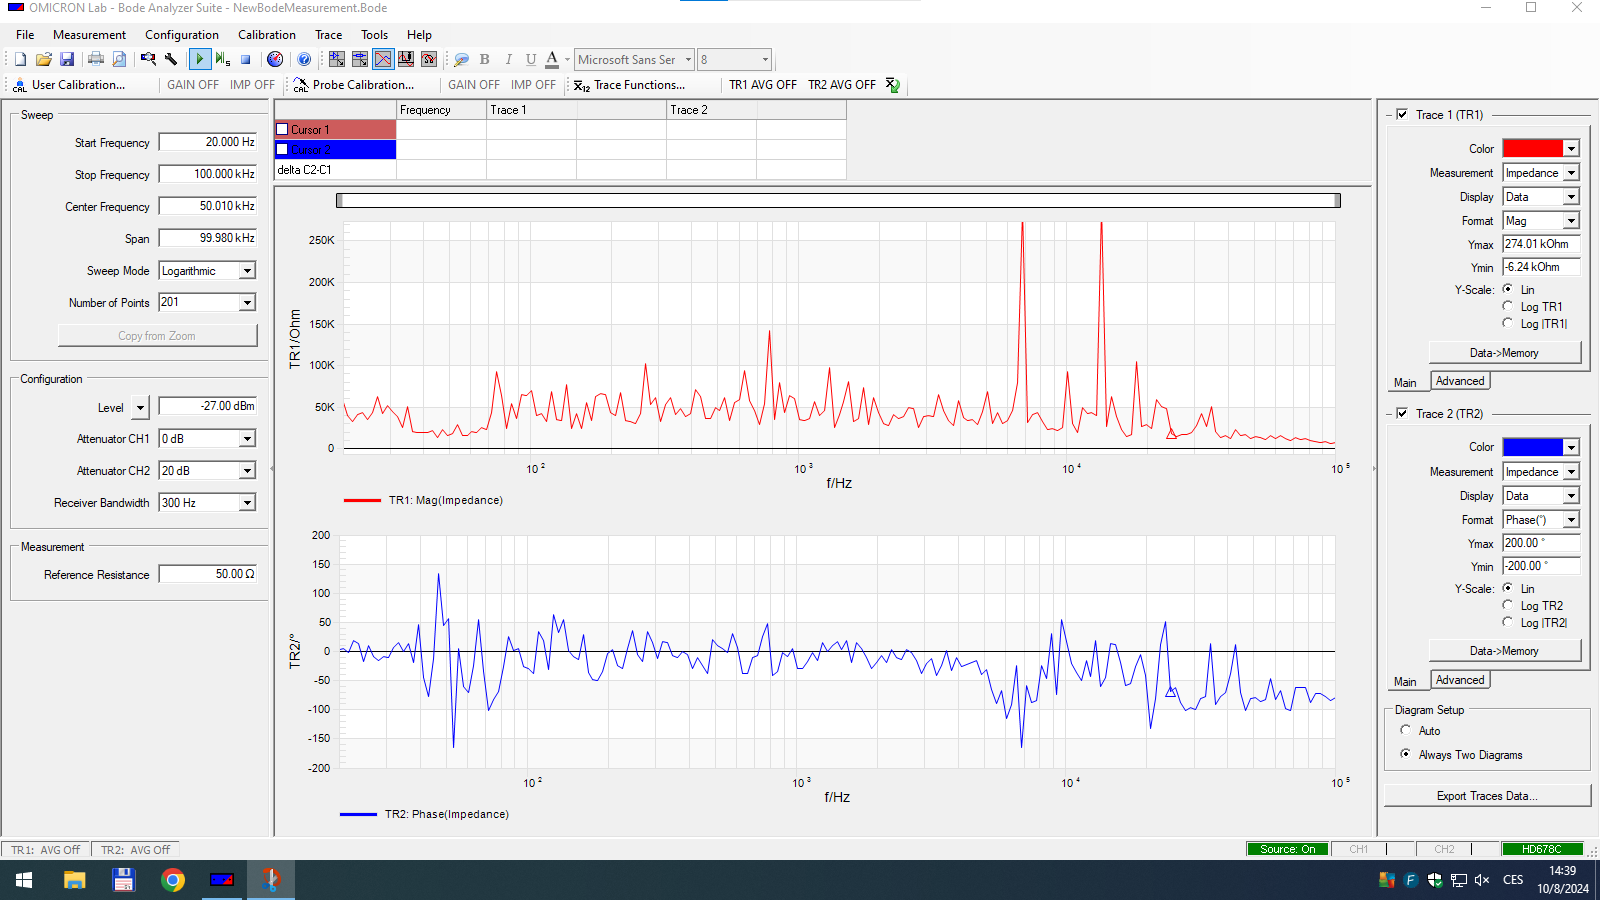 OMICRON Lab - Bode Analyzer Suite - NewBodeMeasurement.Bode
File Measurement Configuration Calibration Trace Tools Help
B I U A Microsoft Sans Ser 8
CAL User Calibration... GAIN OFF IMP OFF CAL Probe Calibration... GAIN OFF IMP OFF X12 Trace Functions... TR1 AVG OFF TR2 AVG OFF
Sweep
Start Frequency 20.000 Hz
Stop Frequency 100.000 kHz
Center Frequency 50.010 kHz
Span 99.980 kHz
Sweep Mode Logarithmic
Number of Points 201
Copy from Zoom
Configuration
Level -27.00 dBm
Attenuator CH1 0 dB
Attenuator CH2 20 dB
Receiver Bandwidth 300 Hz
Measurement
Reference Resistance 50.00 Ω
Frequency Trace 1 Trace 2
Cursor 1
Cursor 2
delta C2-C1
TR1/Ohm
250K
200K
150K
100K
50K
0
10 2 10 3 10 4 10 5
f/Hz
TR1: Mag(Impedance)
TR2/°
200
150
100
50
0
-50
-100
-150
-200
10 2 10 3 10 4 10 5
f/Hz
TR2: Phase(Impedance)
Trace 1 (TR1)
Color
Measurement Impedance
Display Data
Format Mag
Ymax 274.01 kOhm
Ymin -6.24 kOhm
Y-Scale: Lin
Log TR1
Log |TR1|
Data->Memory
Main Advanced
Trace 2 (TR2)
Color
Measurement Impedance
Display Data
Format Phase(°)
Ymax 200.00 °
Ymin -200.00 °
Y-Scale: Lin
Log TR2
Log |TR2|
Data->Memory
Main Advanced
Diagram Setup
Auto
Always Two Diagrams
Export Traces Data...
TR1: AVG Off TR2: AVG Off Source: On CH1 CH2 HD678C
F CES 14:39
10/8/2024